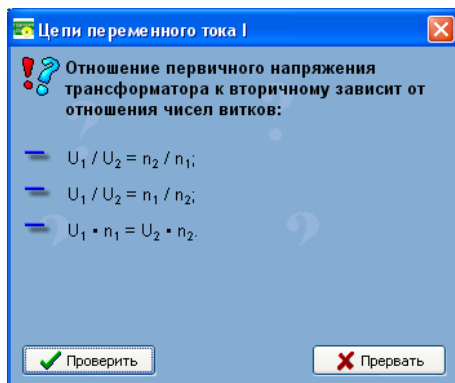 Цепи переменного тока I
Отношение первичного напряжения
трансформатора к вторичному зависит от
отношения чисел витков:
U₁ / U₂ = n₂ / n₁;
U₁ / U₂ = n₁ / n₂;
U₁ • n₁ = U₂ • n₂.
Проверить
Прервать